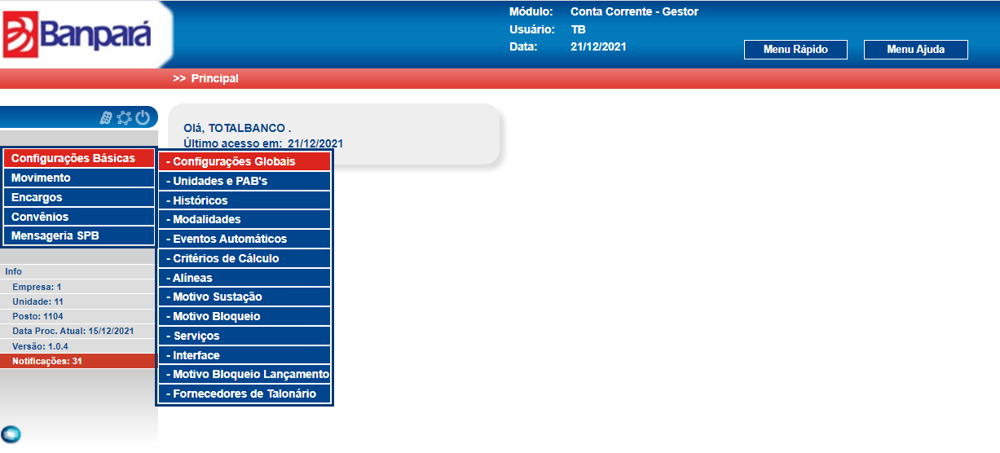 Banpará
Módulo: Conta Corrente - Gestor
Usuário: TB
Data: 21/12/2021
Menu Rápido
Menu Ajuda
>> Principal
Olá, TOTALBANCO .
Último acesso em: 21/12/2021
Configurações Básicas
Movimento
Encargos
Convênios
Mensageria SPB
- Configurações Globais
- Unidades e PAB's
- Históricos
- Modalidades
- Eventos Automáticos
- Critérios de Cálculo
- Alíneas
- Motivo Sustação
- Motivo Bloqueio
- Serviços
- Interface
- Motivo Bloqueio Lançamento
- Fornecedores de Talonário
Info
Empresa: 1
Unidade: 11
Posto: 1104
Data Proc. Atual: 15/12/2021
Versão: 1.0.4
Notificações: 31